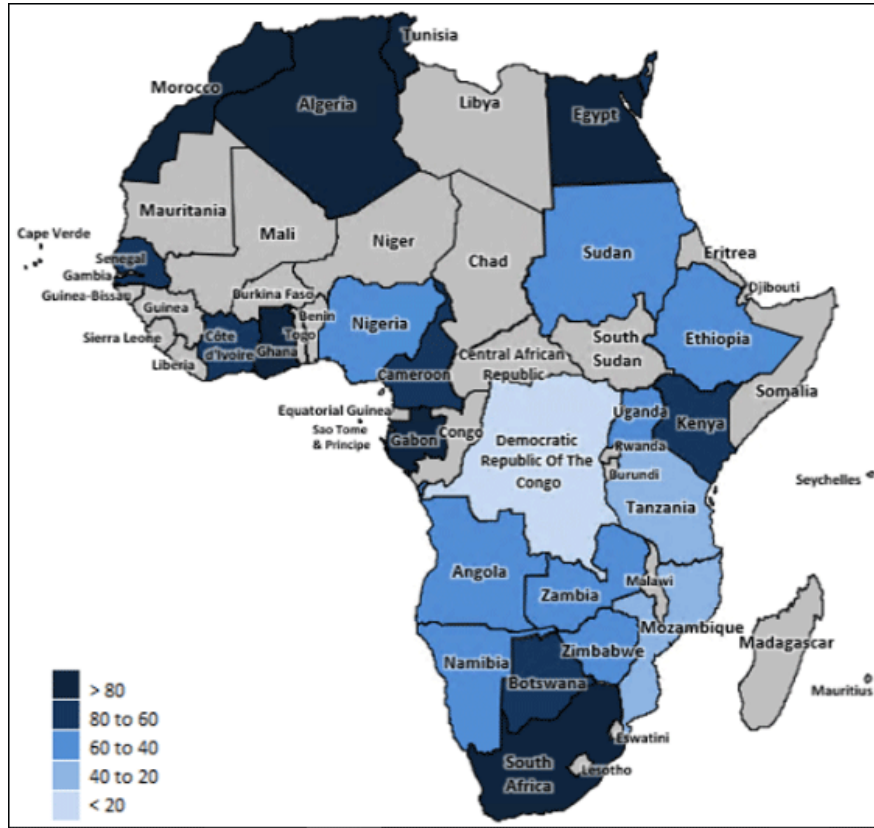 Tunisia
Morocco
Algeria
Libya
Egypt
Mauritania
Mali
Niger
Chad
Sudan
Eritrea
Cape Verde
Senegal
Gambia
Guinea-Bissau
Guinea
Burkina Faso
Djibouti
Benin
Nigeria
Sierra Leone
Côte
d'Ivoire
Ghana
Togo
Liberia
South
Sudan
Ethiopia
Central African
Republic
Cameroon
Somalia
Equatorial Guinea
Sao Tome
& Principe
Gabon
Congo
Uganda
Kenya
Democratic
Republic Of The
Congo
Rwanda
Burundi
Seychelles
Tanzania
Angola
Zambia
Malawi
Mozambique
Madagascar
Namibia
Zimbabwe
Botswana
Mauritius
Eswatini
South
Africa
Lesotho
> 80
80 to 60
60 to 40
40 to 20
< 20